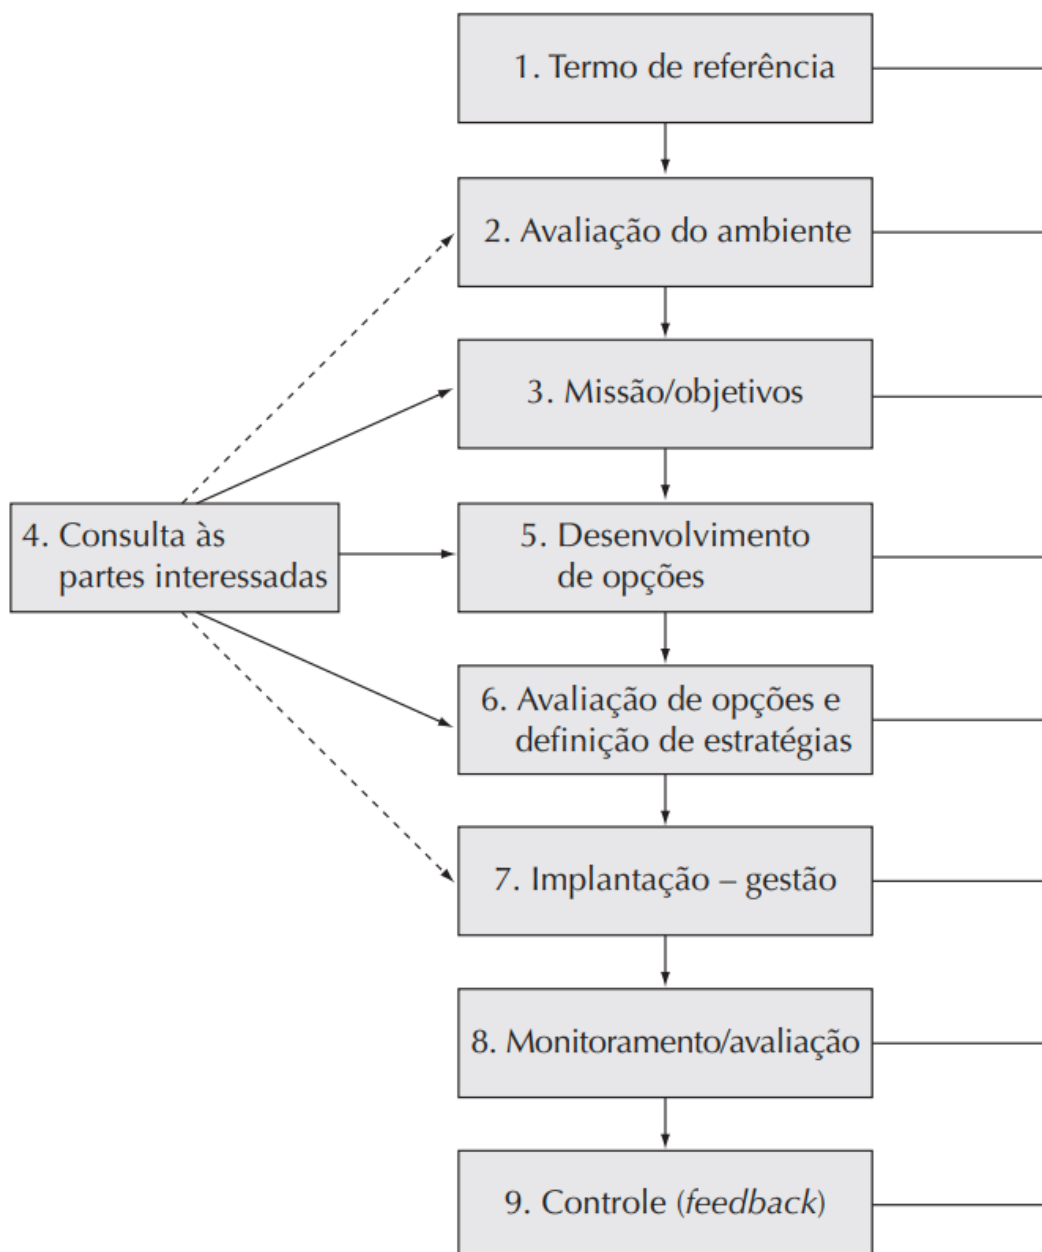 1. Termo de referência
2. Avaliação do ambiente
3. Missão/objetivos
4. Consulta às
partes interessadas
5. Desenvolvimento
de opções
6. Avaliação de opções e
definição de estratégias
7. Implantação – gestão
8. Monitoramento/avaliação
9. Controle (feedback)